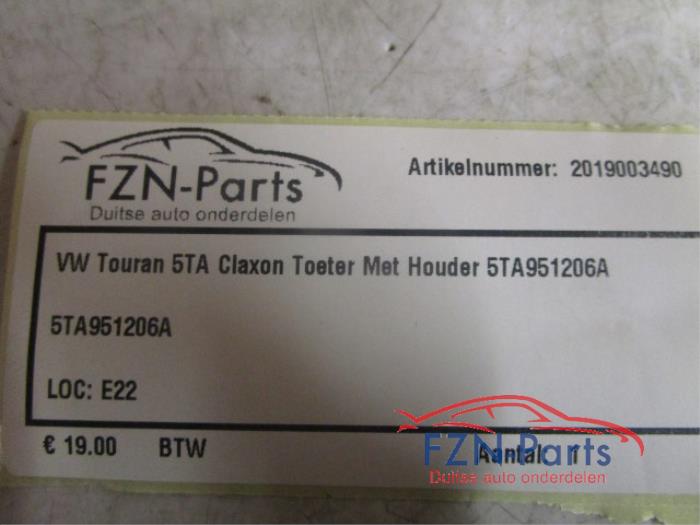 FZN-Parts
Duitse auto onderdelen
Artikelnummer: 2019003490
VW Touran 5TA Claxon Toeter Met Houder 5TA951206A
5TA951206A
LOC: E22
€ 19.00 BTW Aantal: 1
FZN-Parts
Duitse auto onderdelen